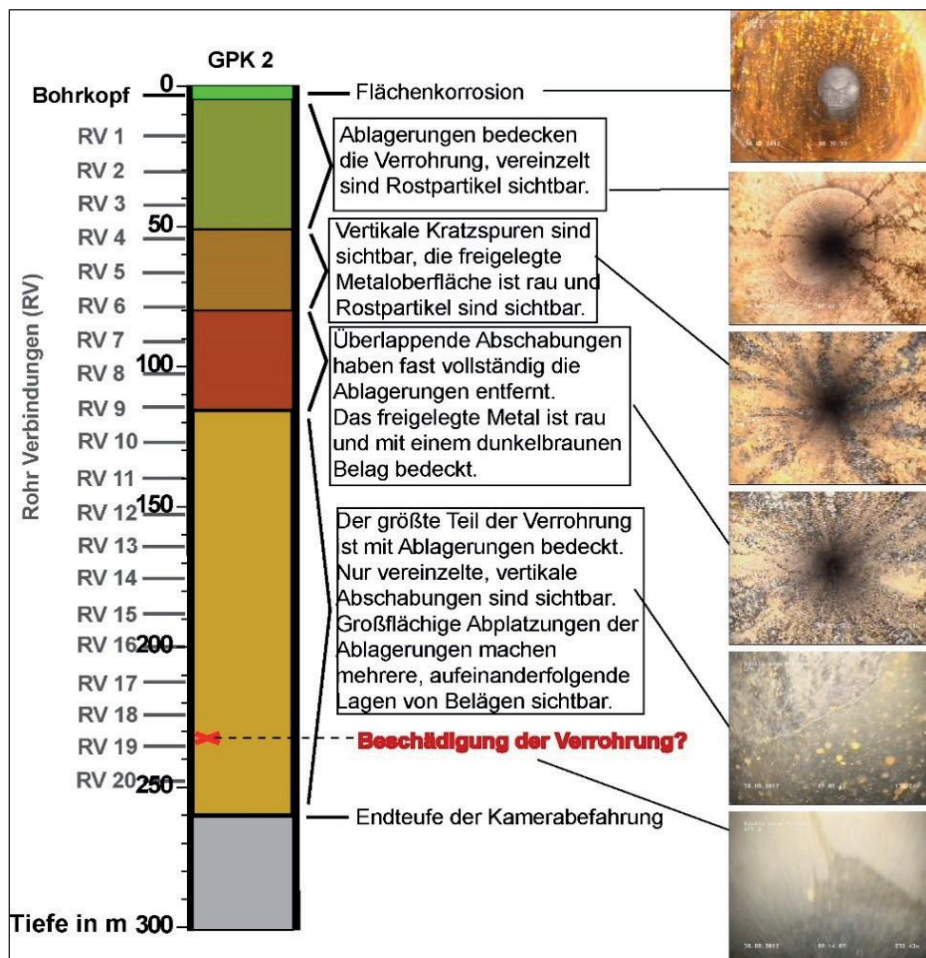 GPK 2
Bohrkopf
0
50
100
150
200
250
300
Tiefe in m
Rohr Verbindungen (RV)
RV 1
RV 2
RV 3
RV 4
RV 5
RV 6
RV 7
RV 8
RV 9
RV 10
RV 11
RV 12
RV 13
RV 14
RV 15
RV 16
RV 17
RV 18
RV 19
RV 20
Flächenkorrosion
Ablagerungen bedecken
die Verrohrung, vereinzelt
sind Rostpartikel sichtbar.
Vertikale Kratzspuren sind
sichtbar, die freigelegte
Metaloberfläche ist rau und
Rostpartikel sind sichtbar.
Überlappende Abschabungen
haben fast vollständig die
Ablagerungen entfernt.
Das freigelegte Metal ist rau
und mit einem dunkelbraunen
Belag bedeckt.
Der größte Teil der Verrohrung
ist mit Ablagerungen bedeckt.
Nur vereinzelte, vertikale
Abschabungen sind sichtbar.
Großflächige Abplatzungen der
Ablagerungen machen
mehrere, aufeinanderfolgende
Lagen von Belägen sichtbar.
Beschädigung der Verrohrung?
Endteufe der Kamerabefahrung